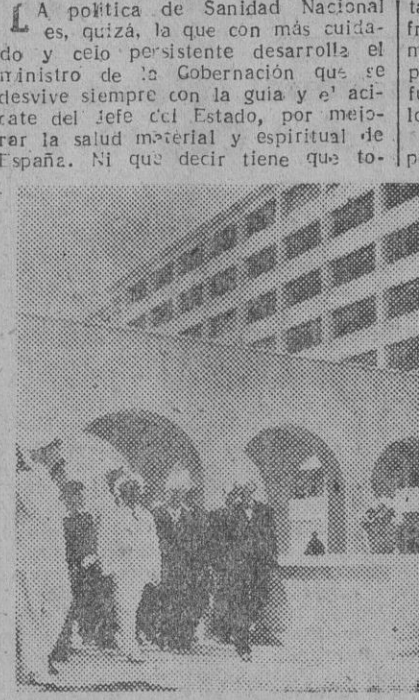 LA política de Sanidad Nacional
es, quizá, la que con más cuida-
do y celo persistente desarrolla el
ministro de la Gobernación que se
desvive siempre con la guía y e' aci-
cate del Jefe del Estado, por mejo-
rar la salud material y espiritual de
España. Ni que decir tiene que to-